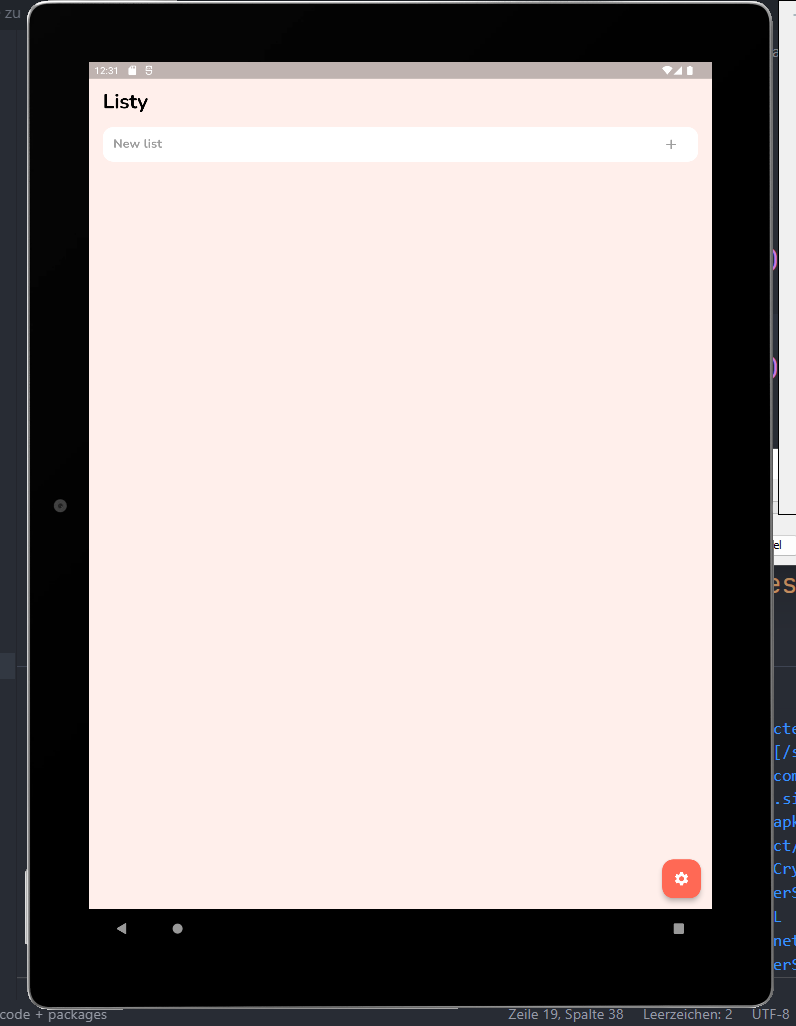 zu
12:31
Listy
New list
+
el
es
cte
[/s
com
.si
apk
ct/
Cry
erS
L
net
erS
code + packages
Zeile 19, Spalte 38
Leerzeichen: 2
UTF-8